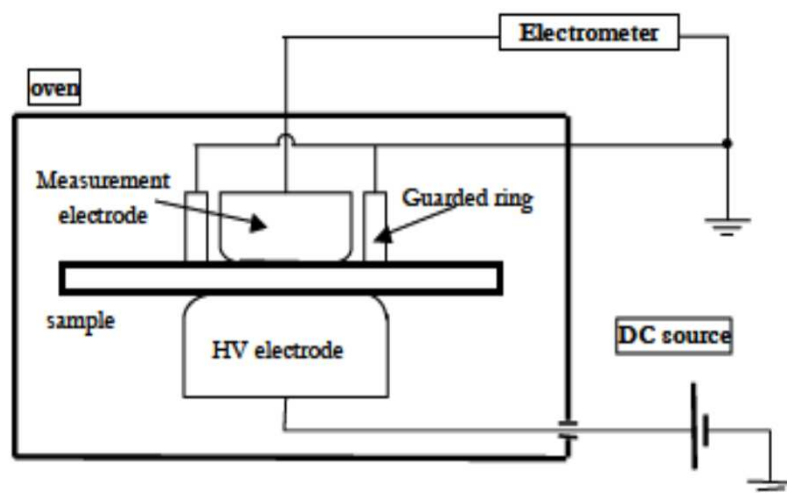 Electrometer
oven
Measurement
electrode
Guarded ring
sample
HV electrode
DC source